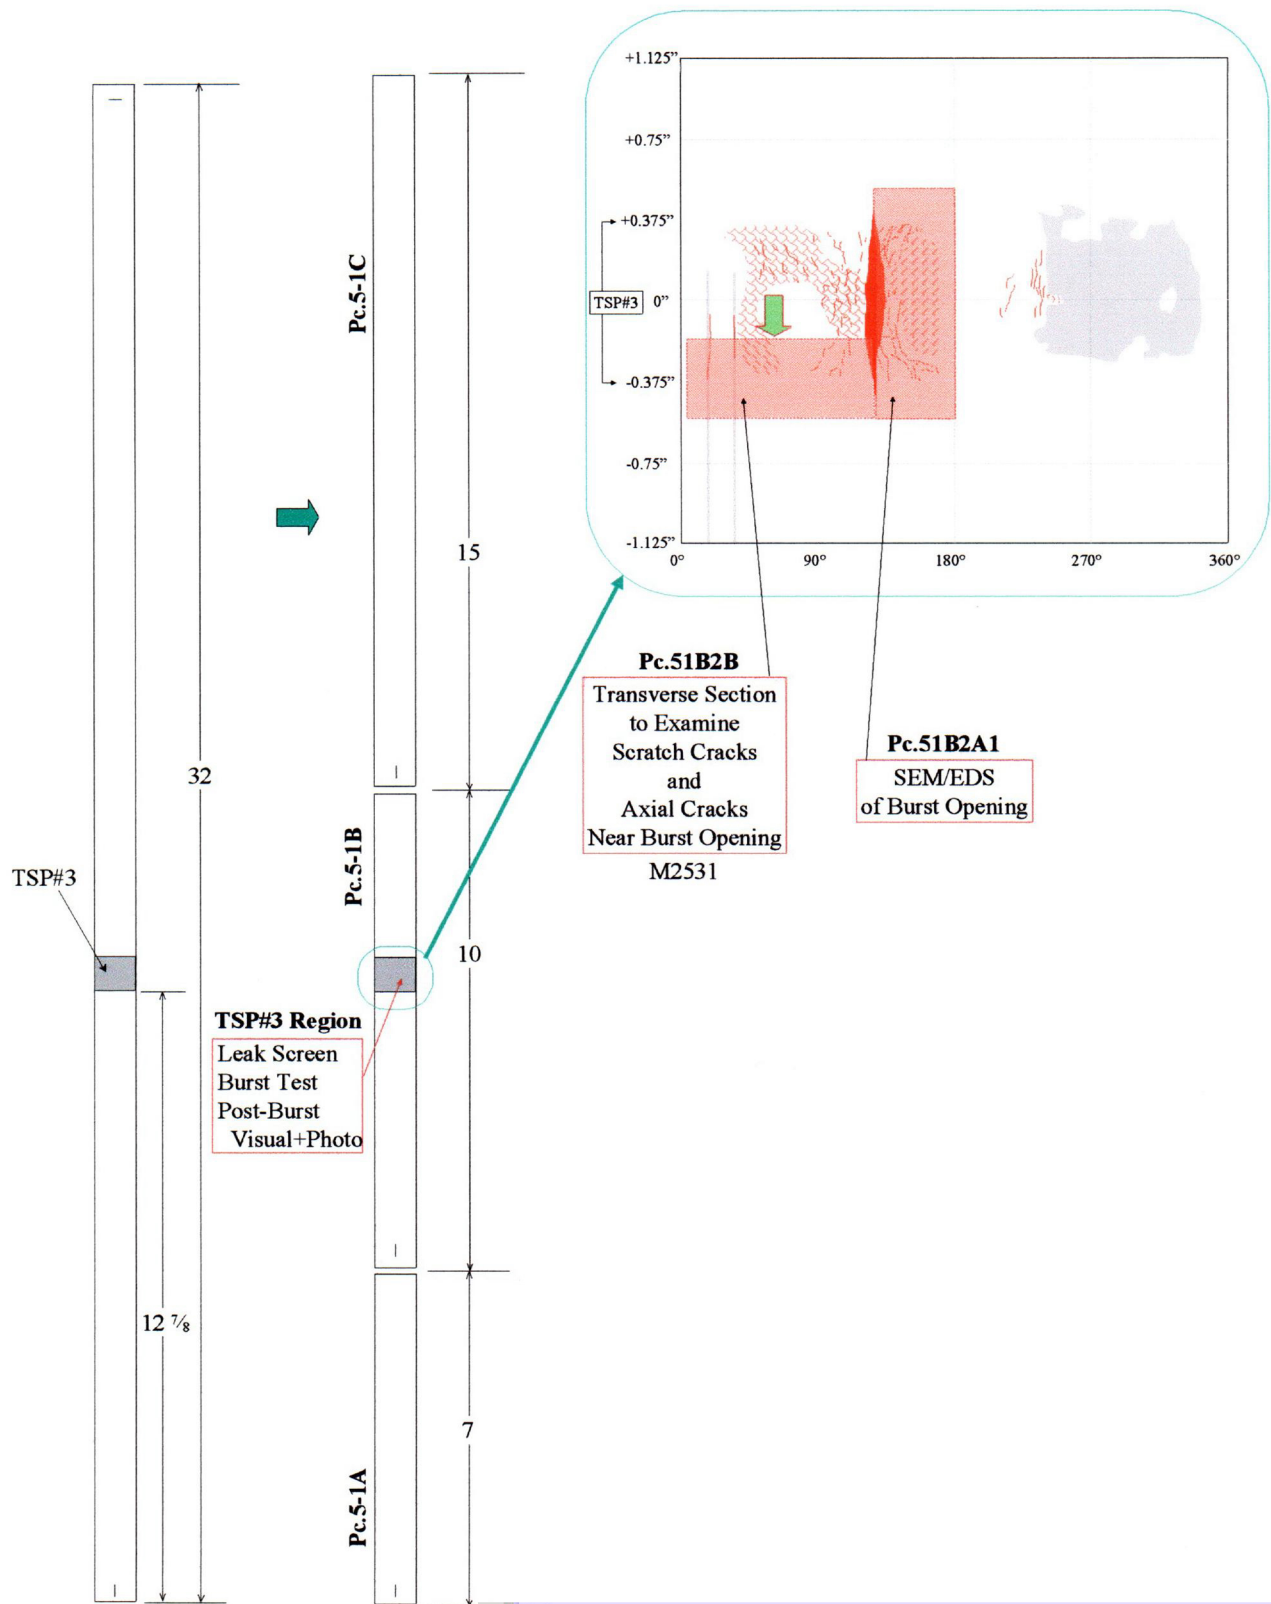 +1.125”
+0.75”
+0.375”
TSP#3
0”
-0.375”
-0.75”
-1.125”
0°
90°
180°
270°
360°
Pc.5-1C
15
32
Pc.51B2B
Transverse Section
to Examine
Scratch Cracks
and
Axial Cracks
Near Burst Opening
M2531
Pc.51B2A1
SEM/EDS
of Burst Opening
TSP#3
Pc.5-1B
10
TSP#3 Region
Leak Screen
Burst Test
Post-Burst
Visual+Photo
12 ⅞
7
Pc.5-1A